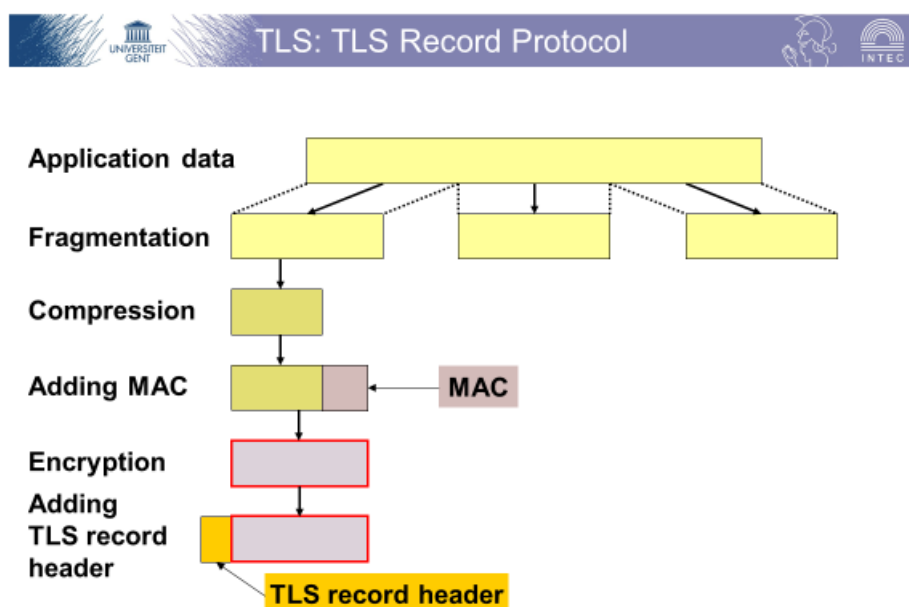 UNIVERSITEIT
GENT
TLS: TLS Record Protocol
INTEC
Application data
Fragmentation
Compression
Adding MAC
MAC
Encryption
Adding
TLS record
header
TLS record header